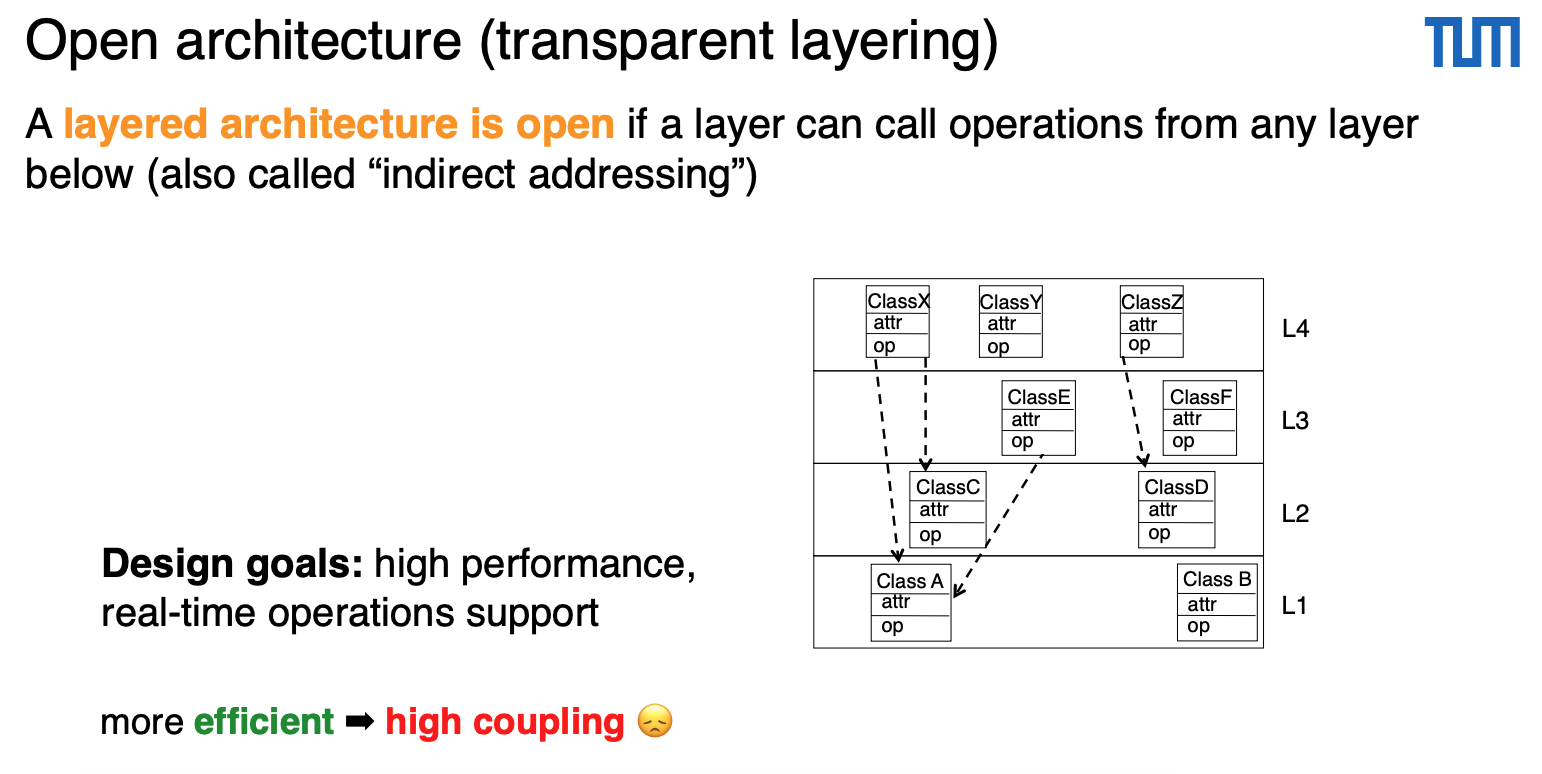 Open architecture (transparent layering)
TUM
A layered architecture is open if a layer can call operations from any layer
below (also called “indirect addressing”)
ClassX
attr
op
ClassY
attr
op
ClassZ
attr
op
L4
ClassE
attr
op
ClassF
attr
op
L3
ClassC
attr
op
ClassD
attr
op
L2
Class A
attr
op
Class B
attr
op
L1
Design goals: high performance,
real-time operations support
more efficient ➡ high coupling 😞